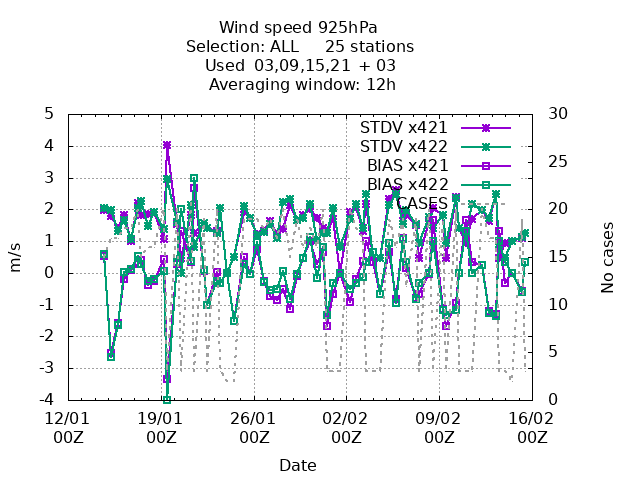 Wind speed 925hPa
Selection: ALL 25 stations
Used 03,09,15,21 + 03
Averaging window: 12h
5
4
3
2
1
0
-1
-2
-3
-4
m/s
30
25
20
15
10
5
0
No cases
STDV x421
STDV x422
BIAS x421
BIAS x422
CASES
12/01 19/01 26/01 02/02 09/02 16/02
00Z 00Z 00Z 00Z 00Z 00Z
Date